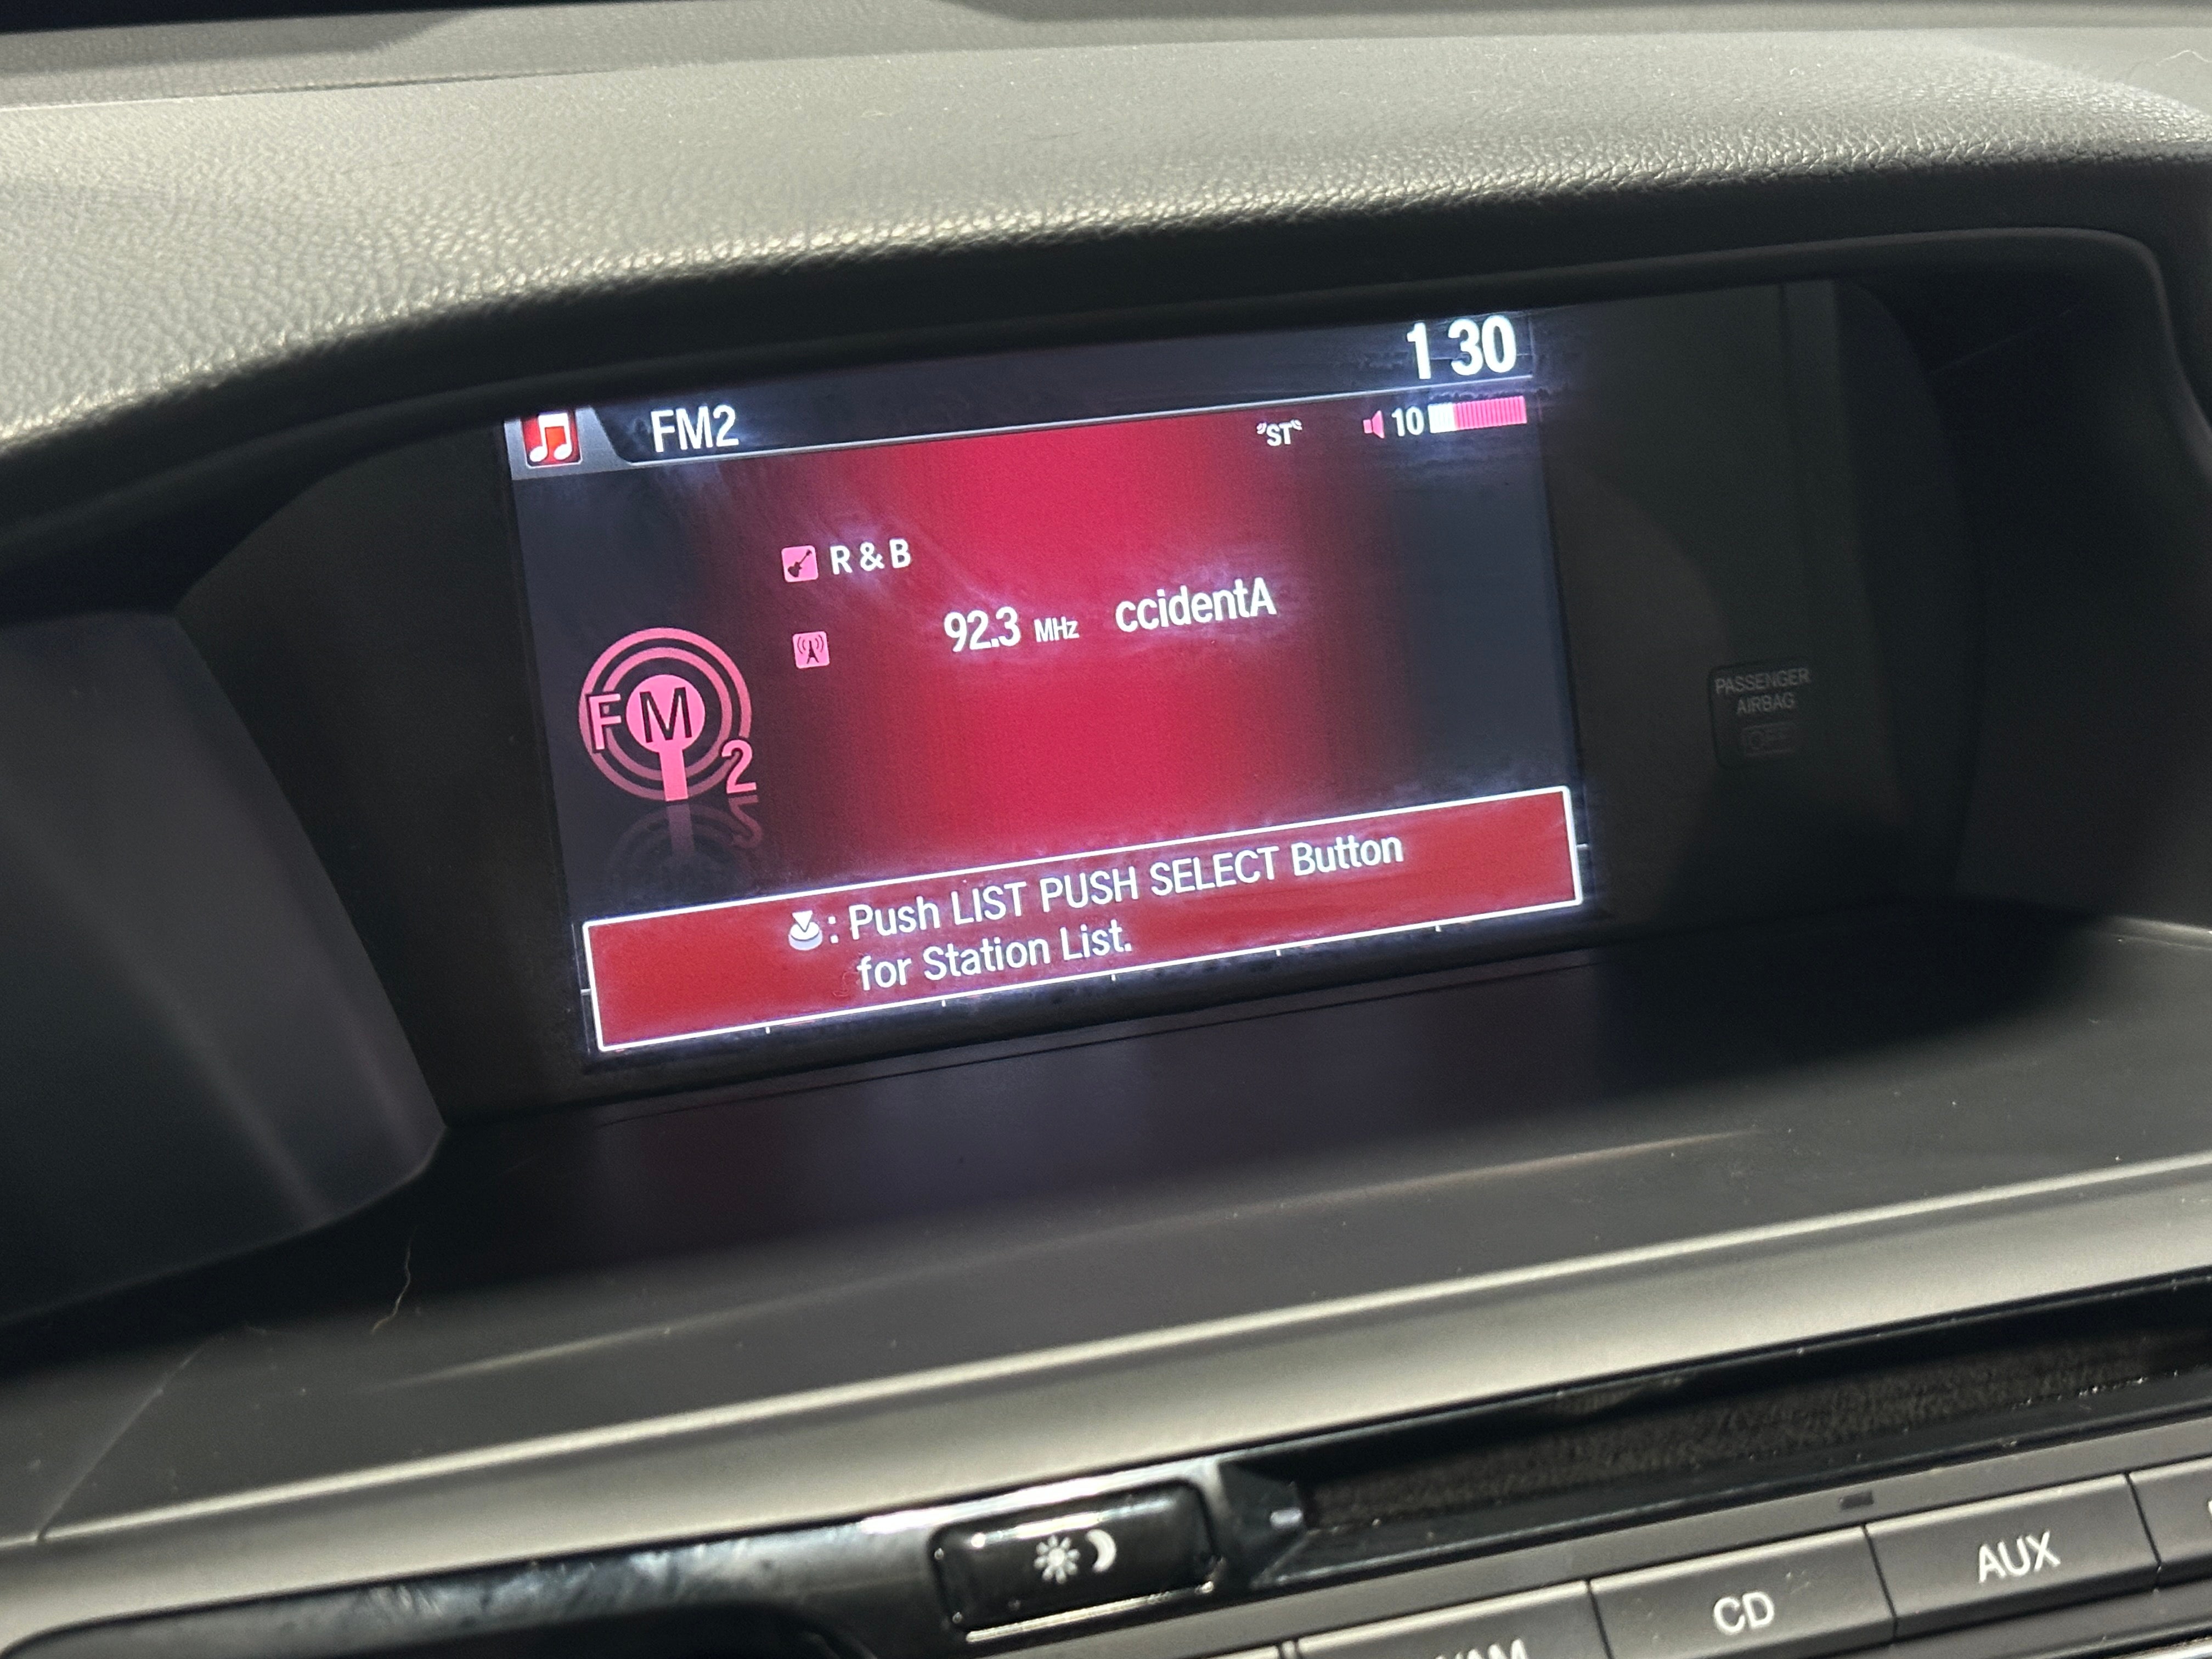 1 30
FM2
"ST"
10
R & B
92.3 MHz ccidentA
FM
2
: Push LIST PUSH SELECT Button
for Station List.
PASSENGER
AIRBAG
OFF
CD
AUX